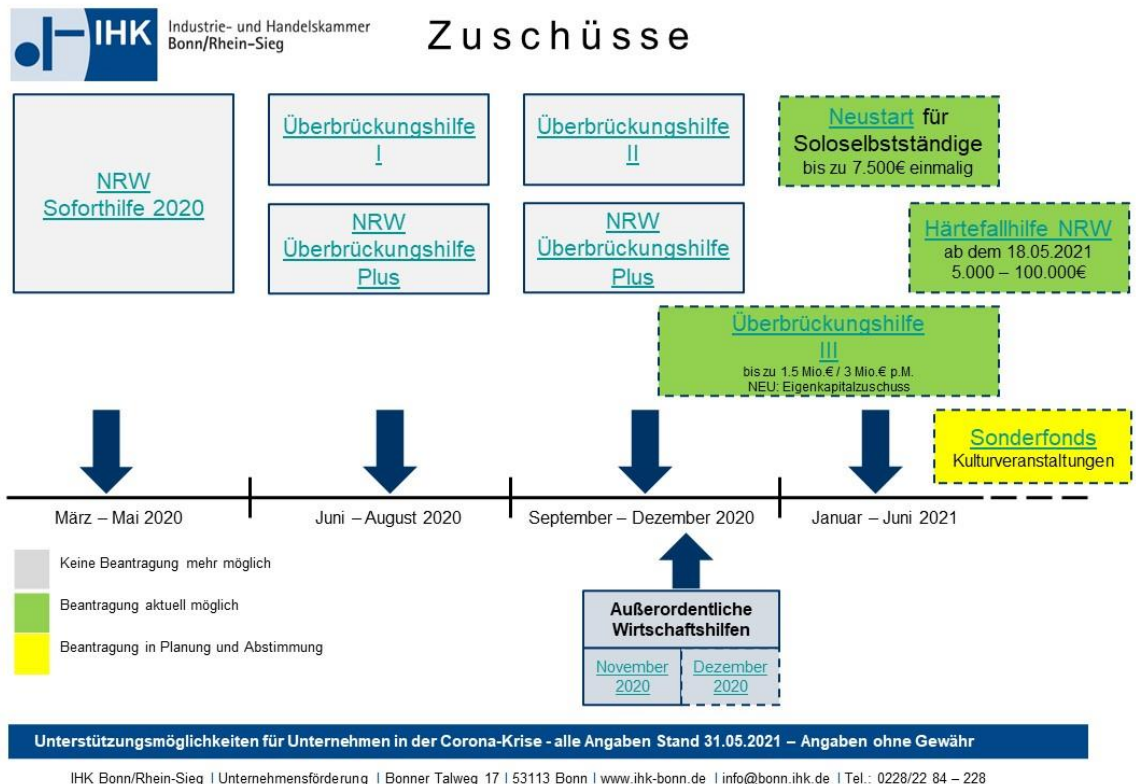 IHK
Industrie- und Handelskammer
Bonn/Rhein-Sieg
Zuschüsse
NRW
Soforthilfe 2020
Überbrückungshilfe
I
NRW
Überbrückungshilfe
Plus
Überbrückungshilfe
II
NRW
Überbrückungshilfe
Plus
Neustart für
Soloselbstständige
bis zu 7.500€ einmalig
Härtefallhilfe NRW
ab dem 18.05.2021
5.000 – 100.000€
Überbrückungshilfe
III
bis zu 1.5 Mio.€ / 3 Mio.€ p.M.
NEU: Eigenkapitalzuschuss
Sonderfonds
Kulturveranstaltungen
März – Mai 2020
Juni – August 2020
September – Dezember 2020
Januar – Juni 2021
Keine Beantragung mehr möglich
Beantragung aktuell möglich
Beantragung in Planung und Abstimmung
Außerordentliche
Wirtschaftshilfen
November
2020
Dezember
2020
Unterstützungsmöglichkeiten für Unternehmen in der Corona-Krise - alle Angaben Stand 31.05.2021 – Angaben ohne Gewähr
IHK Bonn/Rhein-Sieg | Unternehmensförderung | Bonner Talweg 17 | 53113 Bonn | www.ihk-bonn.de | info@bonn.ihk.de | Tel.: 0228/22 84 – 228